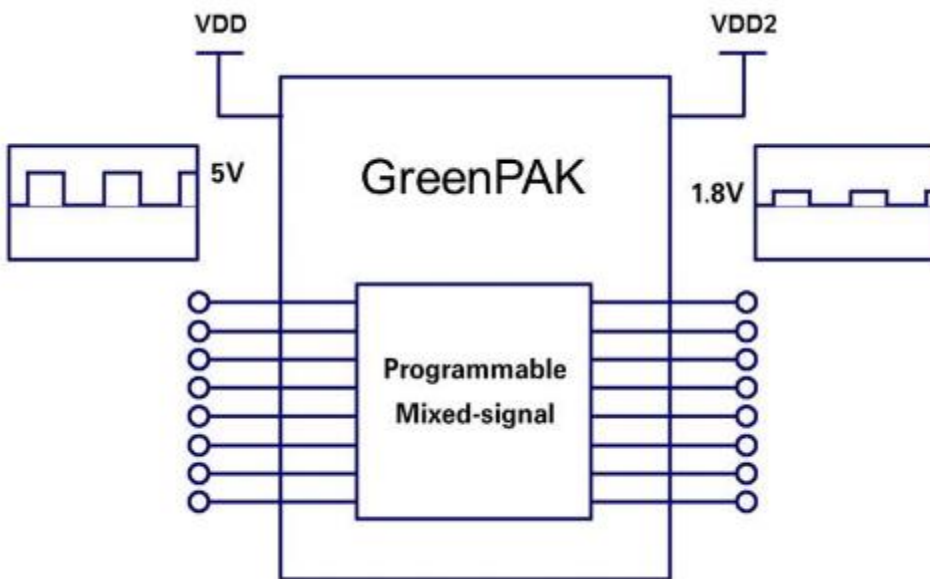 VDD
VDD2
5V
GreenPAK
1.8V
Programmable
Mixed-signal